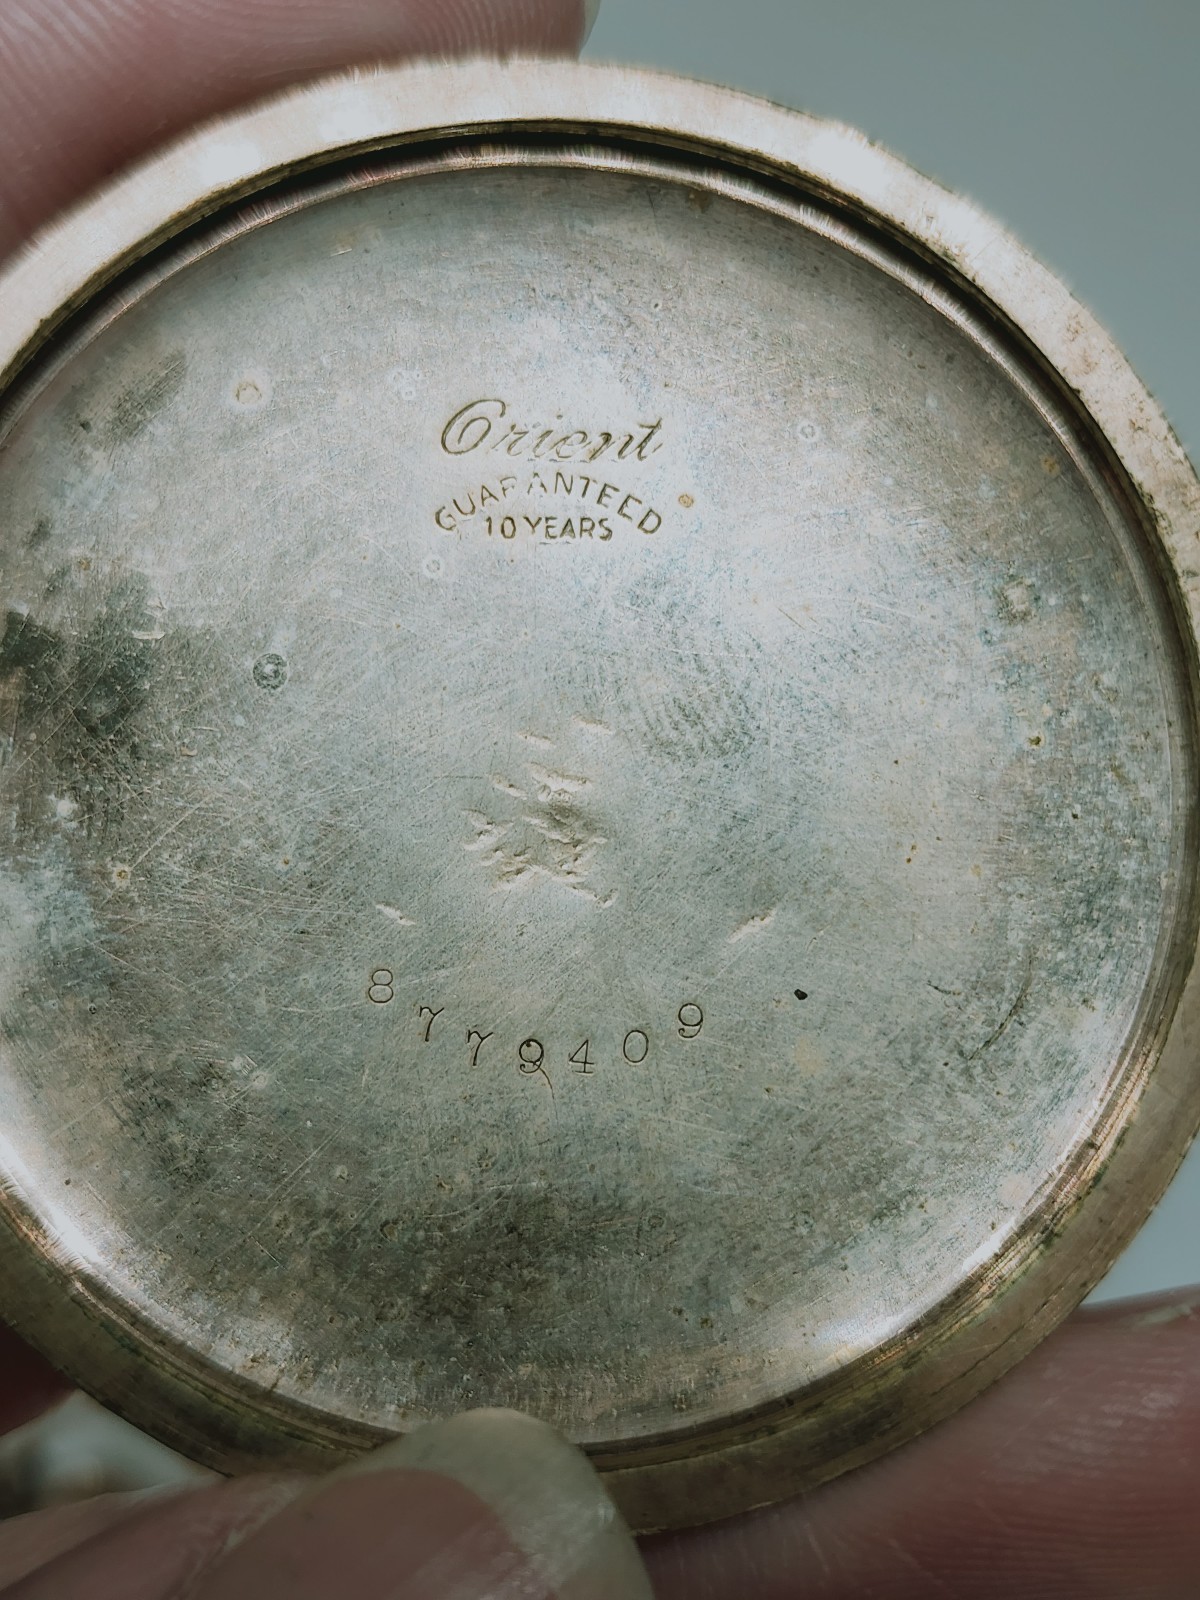 Orient
GUARANTEED
10 YEARS
8779409